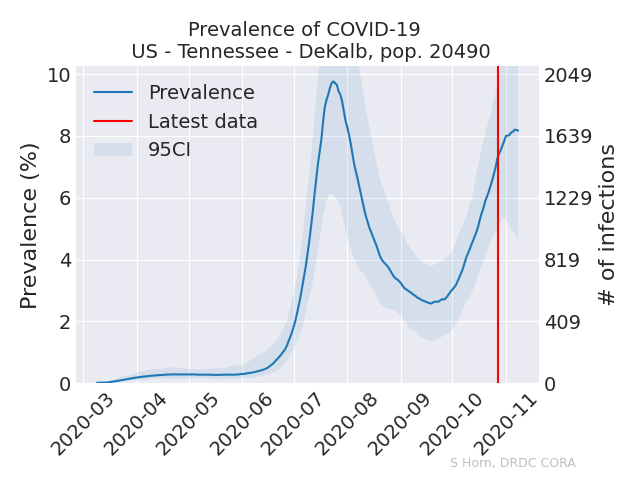 Prevalence of COVID-19
US - Tennessee - DeKalb, pop. 20490
Prevalence (%)
10
8
6
4
2
0
Prevalence
Latest data
95CI
2049
1639
1229
819
409
0
# of infections
2020-03
2020-04
2020-05
2020-06
2020-07
2020-08
2020-09
2020-10
2020-11
S Horn, DRDC CORA